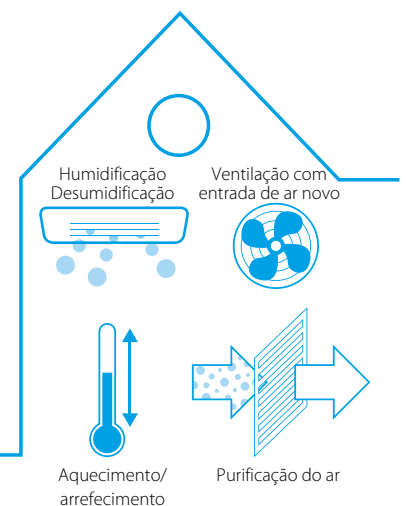 Humidificação
Desumidificação
Ventilação com
entrada de ar novo
Aquecimento/
arrefecimento
Purificação do ar